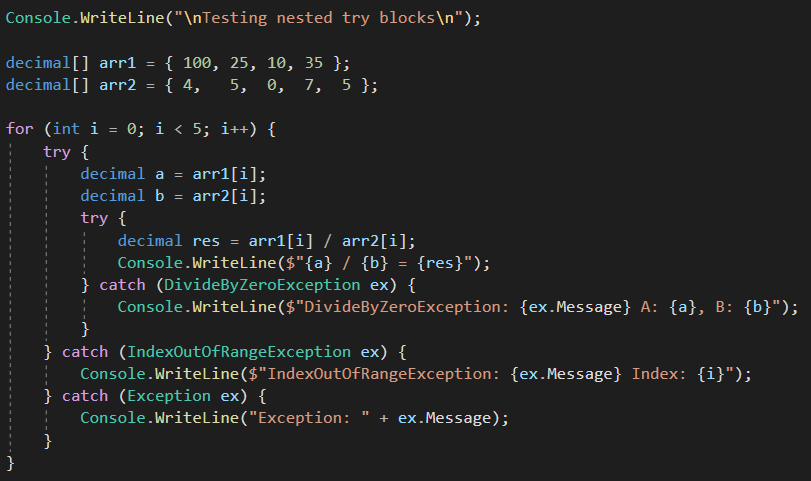 Console.WriteLine("\nTesting nested try blocks\n");

decimal[] arr1 = { 100, 25, 10, 35 };
decimal[] arr2 = { 4,   5,  0,  7,  5 };

for (int i = 0; i < 5; i++) {
    try {
        decimal a = arr1[i];
        decimal b = arr2[i];
        try {
            decimal res = arr1[i] / arr2[i];
            Console.WriteLine($"{a} / {b} = {res}");
        } catch (DivideByZeroException ex) {
            Console.WriteLine($"DivideByZeroException: {ex.Message} A: {a}, B: {b}");
        }
    } catch (IndexOutOfRangeException ex) {
        Console.WriteLine($"IndexOutOfRangeException: {ex.Message} Index: {i}");
    } catch (Exception ex) {
        Console.WriteLine("Exception: " + ex.Message);
    }
}